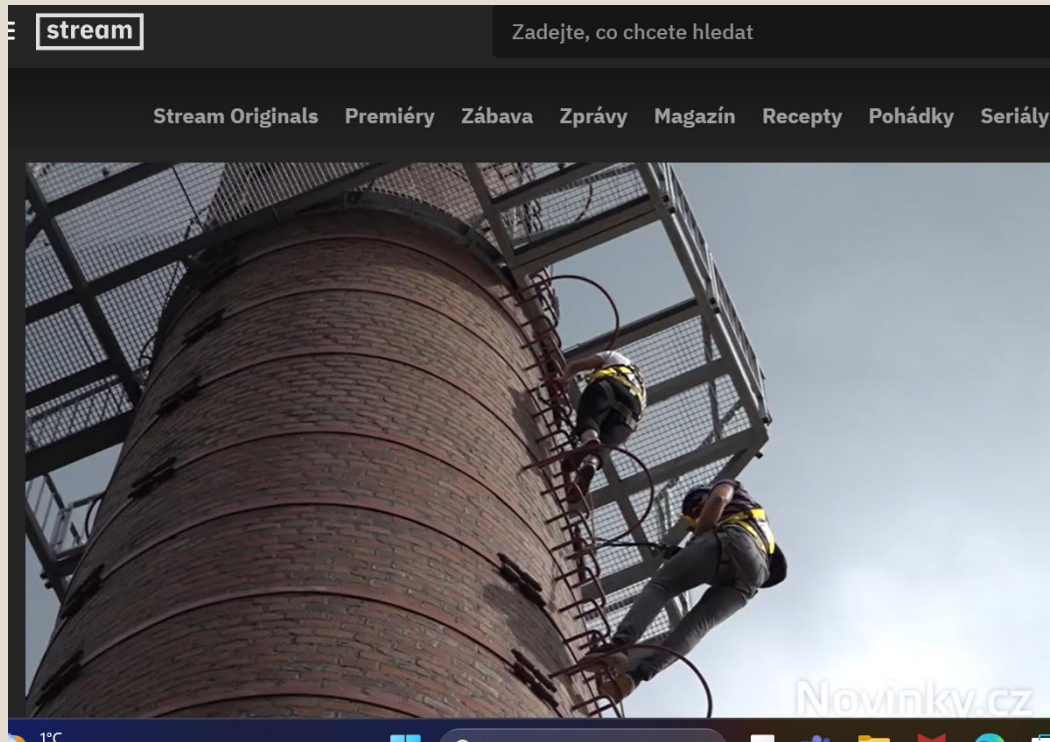 stream
Zadejte, co chcete hledat
Stream Originals Premiéry Zábava Zprávy Magazín Recepty Pohádky Seriály
Novinky.cz
1°C